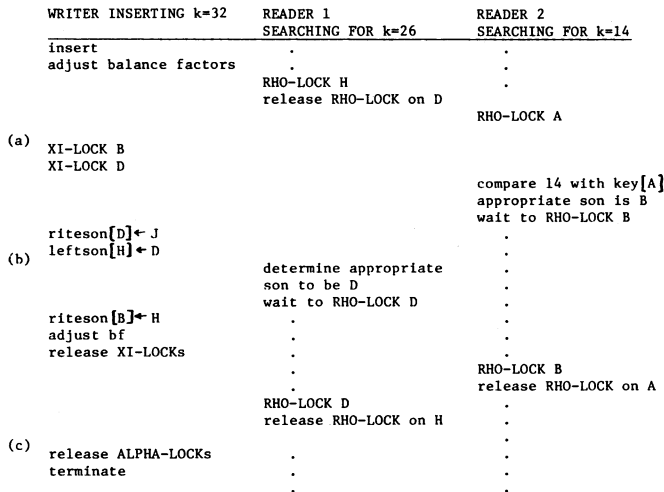 WRITER INSERTING k=32 READER 1 READER 2
SEARCHING FOR k=26 SEARCHING FOR k=14
insert . .
adjust balance factors . .
RHO-LOCK H .
release RHO-LOCK on D .
RHO-LOCK A
(a)
XI-LOCK B
XI-LOCK D
compare 14 with key[A]
appropriate son is B
wait to RHO-LOCK B
riteson[D]← J .
leftson[H]← D .
(b)
determine appropriate .
son to be D .
wait to RHO-LOCK D .
riteson[B]← H . .
adjust bf . .
release XI-LOCKs . .
. RHO-LOCK B
. release RHO-LOCK on A
RHO-LOCK D .
release RHO-LOCK on H .
.
(c)
release ALPHA-LOCKs . .
terminate . .
. .